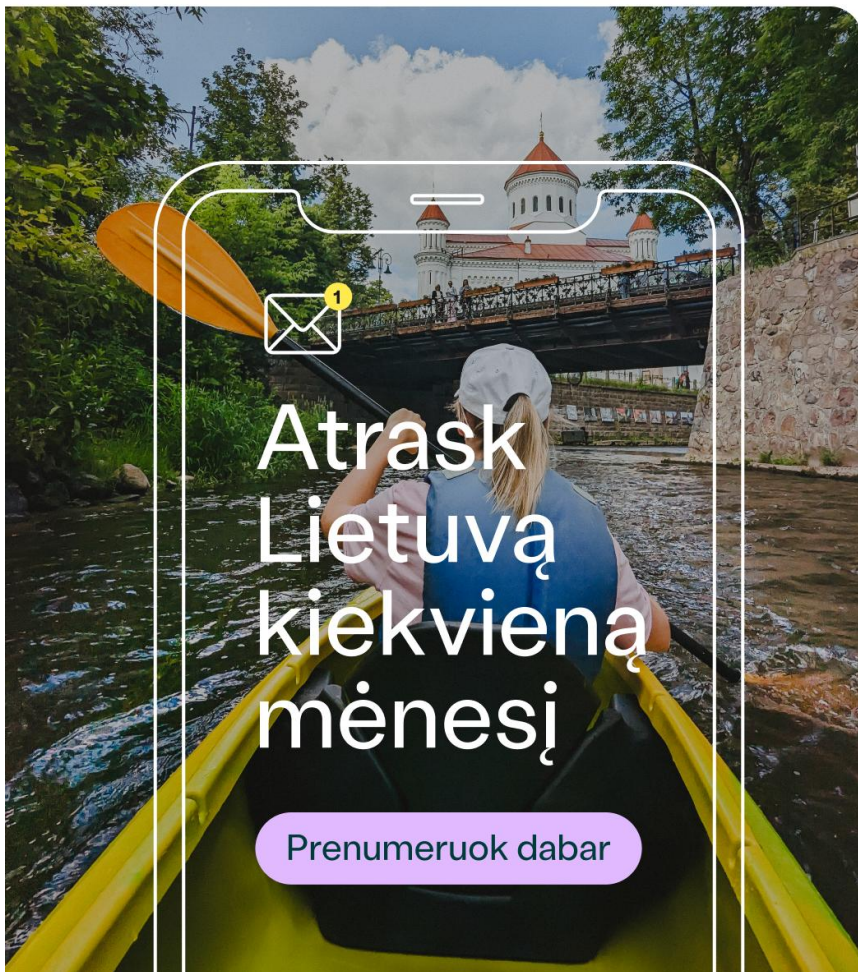 1
Atrask
Lietuvą
kiekvieną
mėnesį
Prenumeruok dabar